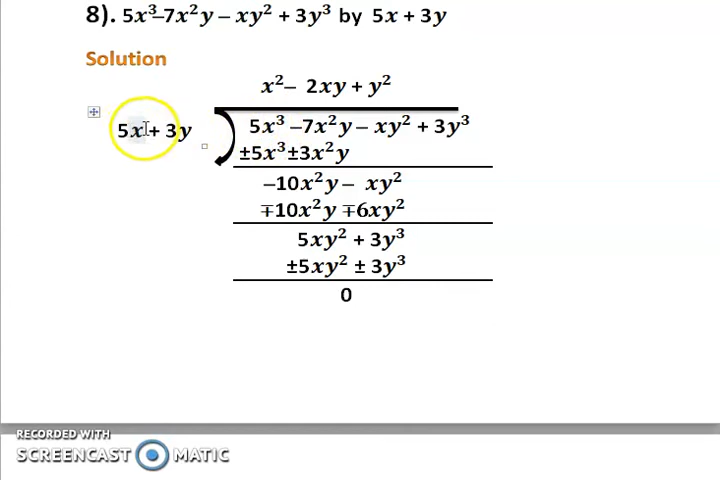 8). 5x³–7x²y – xy² + 3y³ by 5x + 3y
Solution
x²– 2xy + y²
5x + 3y
5x³ –7x²y – xy² + 3y³
±5x³±3x²y
–10x²y – xy²
∓10x²y ∓6xy²
5xy² + 3y³
±5xy² ± 3y³
0
RECORDED WITH
SCREENCAST MATIC